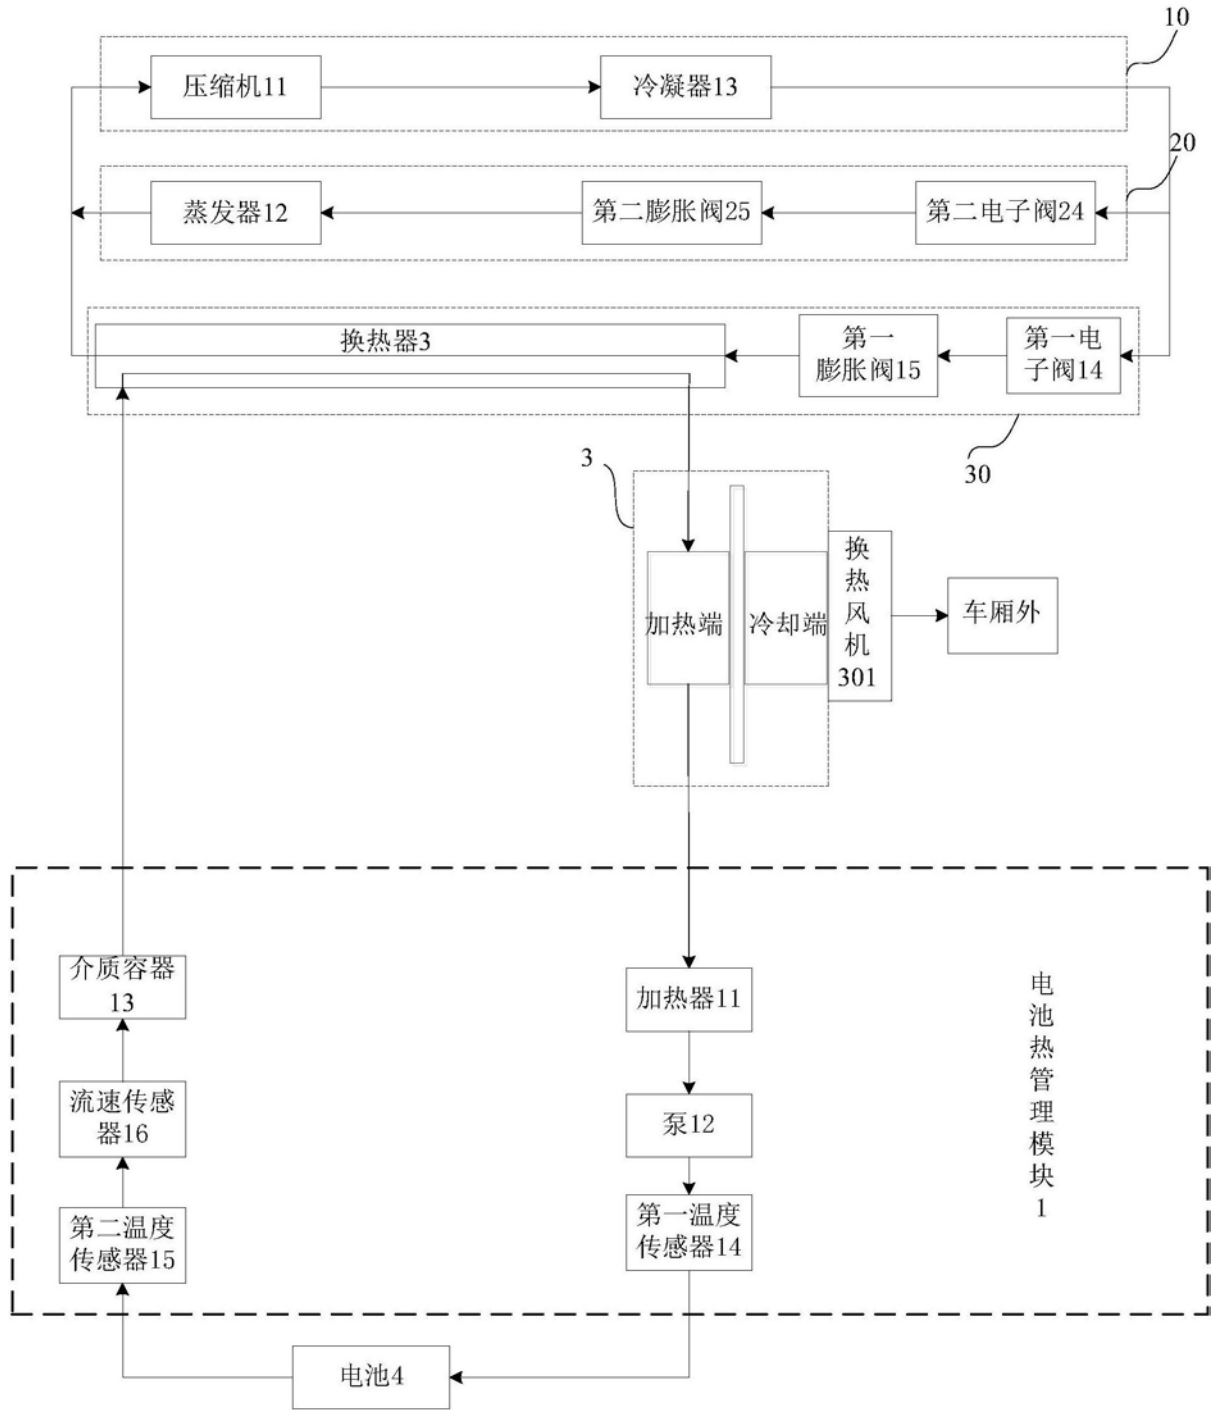 10
压缩机11
冷凝器13
20
蒸发器12
第二膨胀阀25
第二电子阀24
换热器3
第一
膨胀阀15
第一电
子阀14
30
3
加热端
冷却端
换
热
风
机
301
车厢外
介质容器
13
加热器11
流速传感
器16
泵12
第二温度
传感器15
第一温度
传感器14
电
池
热
管
理
模
块
1
电池4